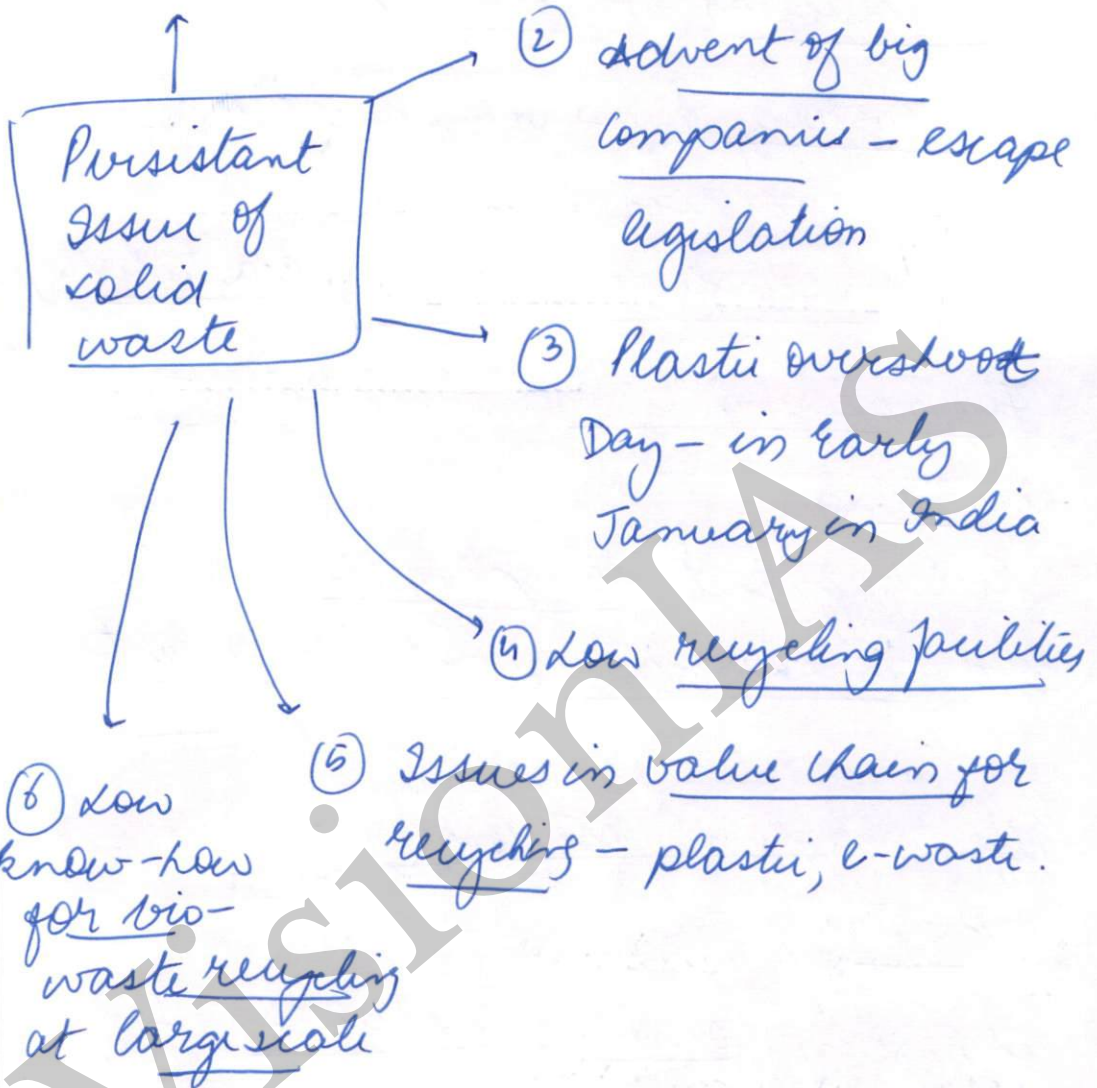 Persistant
Issue of
solid
waste
② Advent of big
companies - escape
legislation
③ Plastic overshoot
Day - in Early
January in India
④ Low recycling facilities
⑤ Issues in value chain for
recycling - plastic, e-waste.
⑥ Low
know-how
for bio-
waste recycling
at large scale
VisionIAS